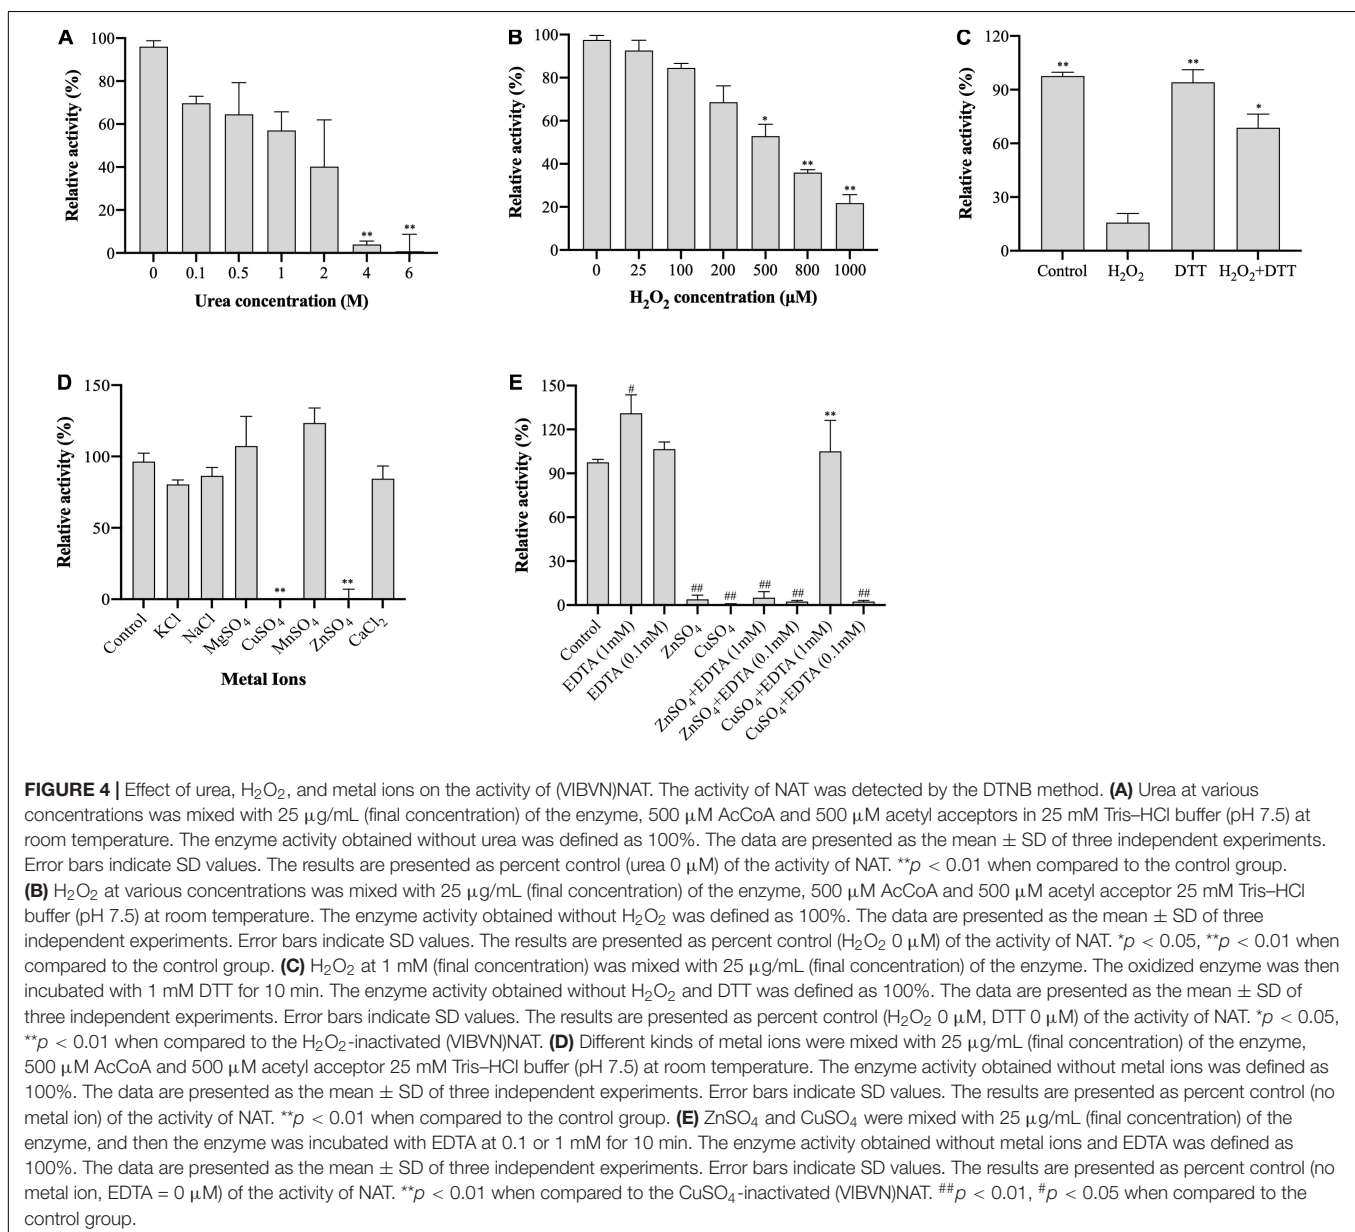 A
100
80
60
40
20
0
Relative activity (%)
**
**
0 0.1 0.5 1 2 4 6
Urea concentration (M)
B
100
80
60
40
20
0
Relative activity (%)
*
**
**
0 25 100 200 500 800 1000
H₂O₂ concentration (μM)
C
120
90
60
30
0
Relative activity (%)
**
**
*
Control H₂O₂ DTT H₂O₂+DTT
D
150
100
50
0
Relative activity (%)
**
**
Control KCl NaCl MgSO₄ CuSO₄ MnSO₄ ZnSO₄ CaCl₂
Metal Ions
E
150
120
90
60
30
0
Relative activity (%)
#
##
##
##
##
**
##
Control
EDTA (1mM)
EDTA (0.1mM)
ZnSO₄
CuSO₄
ZnSO₄+EDTA (1mM)
ZnSO₄+EDTA (0.1mM)
CuSO₄+EDTA (1mM)
CuSO₄+EDTA (0.1mM)
FIGURE 4 | Effect of urea, H₂O₂, and metal ions on the activity of (VIBVN)NAT. The activity of NAT was detected by the DTNB method. (A) Urea at various
concentrations was mixed with 25 μg/mL (final concentration) of the enzyme, 500 μM AcCoA and 500 μM acetyl acceptors in 25 mM Tris–HCl buffer (pH 7.5) at
room temperature. The enzyme activity obtained without urea was defined as 100%. The data are presented as the mean ± SD of three independent experiments.
Error bars indicate SD values. The results are presented as percent control (urea 0 μM) of the activity of NAT. **p < 0.01 when compared to the control group.
(B) H₂O₂ at various concentrations was mixed with 25 μg/mL (final concentration) of the enzyme, 500 μM AcCoA and 500 μM acetyl acceptor 25 mM Tris–HCl
buffer (pH 7.5) at room temperature. The enzyme activity obtained without H₂O₂ was defined as 100%. The data are presented as the mean ± SD of three
independent experiments. Error bars indicate SD values. The results are presented as percent control (H₂O₂ 0 μM) of the activity of NAT. *p < 0.05, **p < 0.01 when
compared to the control group. (C) H₂O₂ at 1 mM (final concentration) was mixed with 25 μg/mL (final concentration) of the enzyme. The oxidized enzyme was then
incubated with 1 mM DTT for 10 min. The enzyme activity obtained without H₂O₂ and DTT was defined as 100%. The data are presented as the mean ± SD of
three independent experiments. Error bars indicate SD values. The results are presented as percent control (H₂O₂ 0 μM, DTT 0 μM) of the activity of NAT. *p < 0.05,
**p < 0.01 when compared to the H₂O₂-inactivated (VIBVN)NAT. (D) Different kinds of metal ions were mixed with 25 μg/mL (final concentration) of the enzyme,
500 μM AcCoA and 500 μM acetyl acceptor 25 mM Tris–HCl buffer (pH 7.5) at room temperature. The enzyme activity obtained without metal ions was defined as
100%. The data are presented as the mean ± SD of three independent experiments. Error bars indicate SD values. The results are presented as percent control (no
metal ion) of the activity of NAT. **p < 0.01 when compared to the control group. (E) ZnSO₄ and CuSO₄ were mixed with 25 μg/mL (final concentration) of the
enzyme, and then the enzyme was incubated with EDTA at 0.1 or 1 mM for 10 min. The enzyme activity obtained without metal ions and EDTA was defined as
100%. The data are presented as the mean ± SD of three independent experiments. Error bars indicate SD values. The results are presented as percent control (no
metal ion, EDTA = 0 μM) of the activity of NAT. **p < 0.01 when compared to the CuSO₄-inactivated (VIBVN)NAT. ##p < 0.01, #p < 0.05 when compared to the
control group.